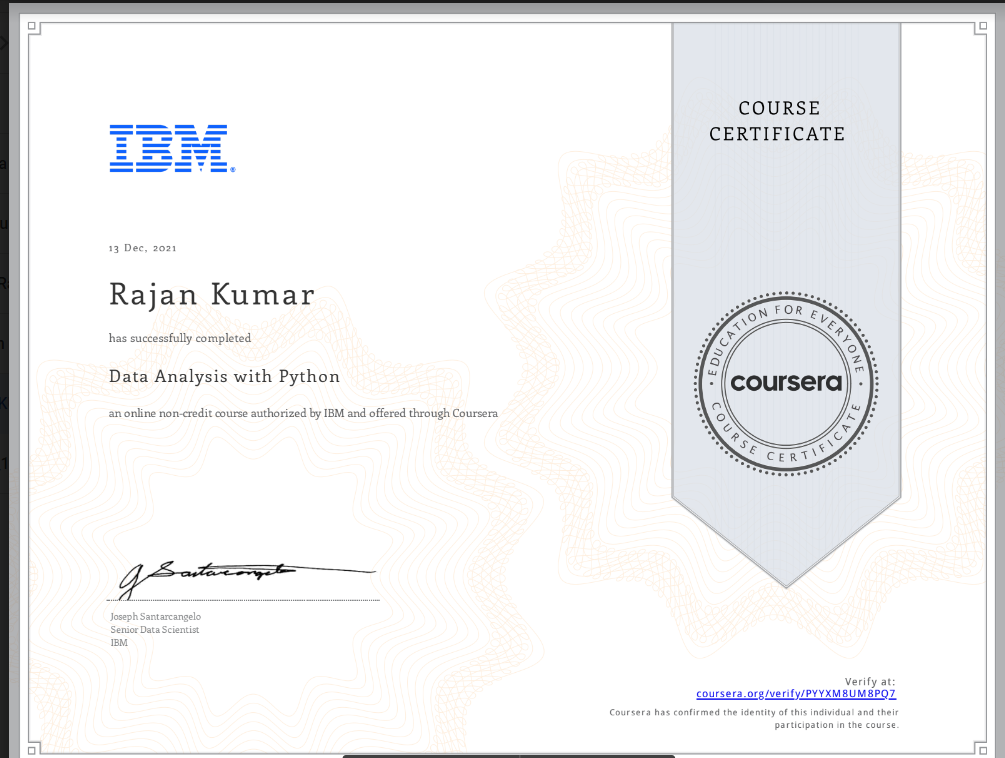 COURSE
CERTIFICATE
IBM®
13 Dec, 2021
Rajan Kumar
has successfully completed
Data Analysis with Python
an online non-credit course authorized by IBM and offered through Coursera
EDUCATION FOR EVERYONE
coursera
COURSE CERTIFICATE
J Santarcangelo
Joseph Santarcangelo
Senior Data Scientist
IBM
Verify at:
coursera.org/verify/PYYXM8UM8PQ7
Coursera has confirmed the identity of this individual and their
participation in the course.